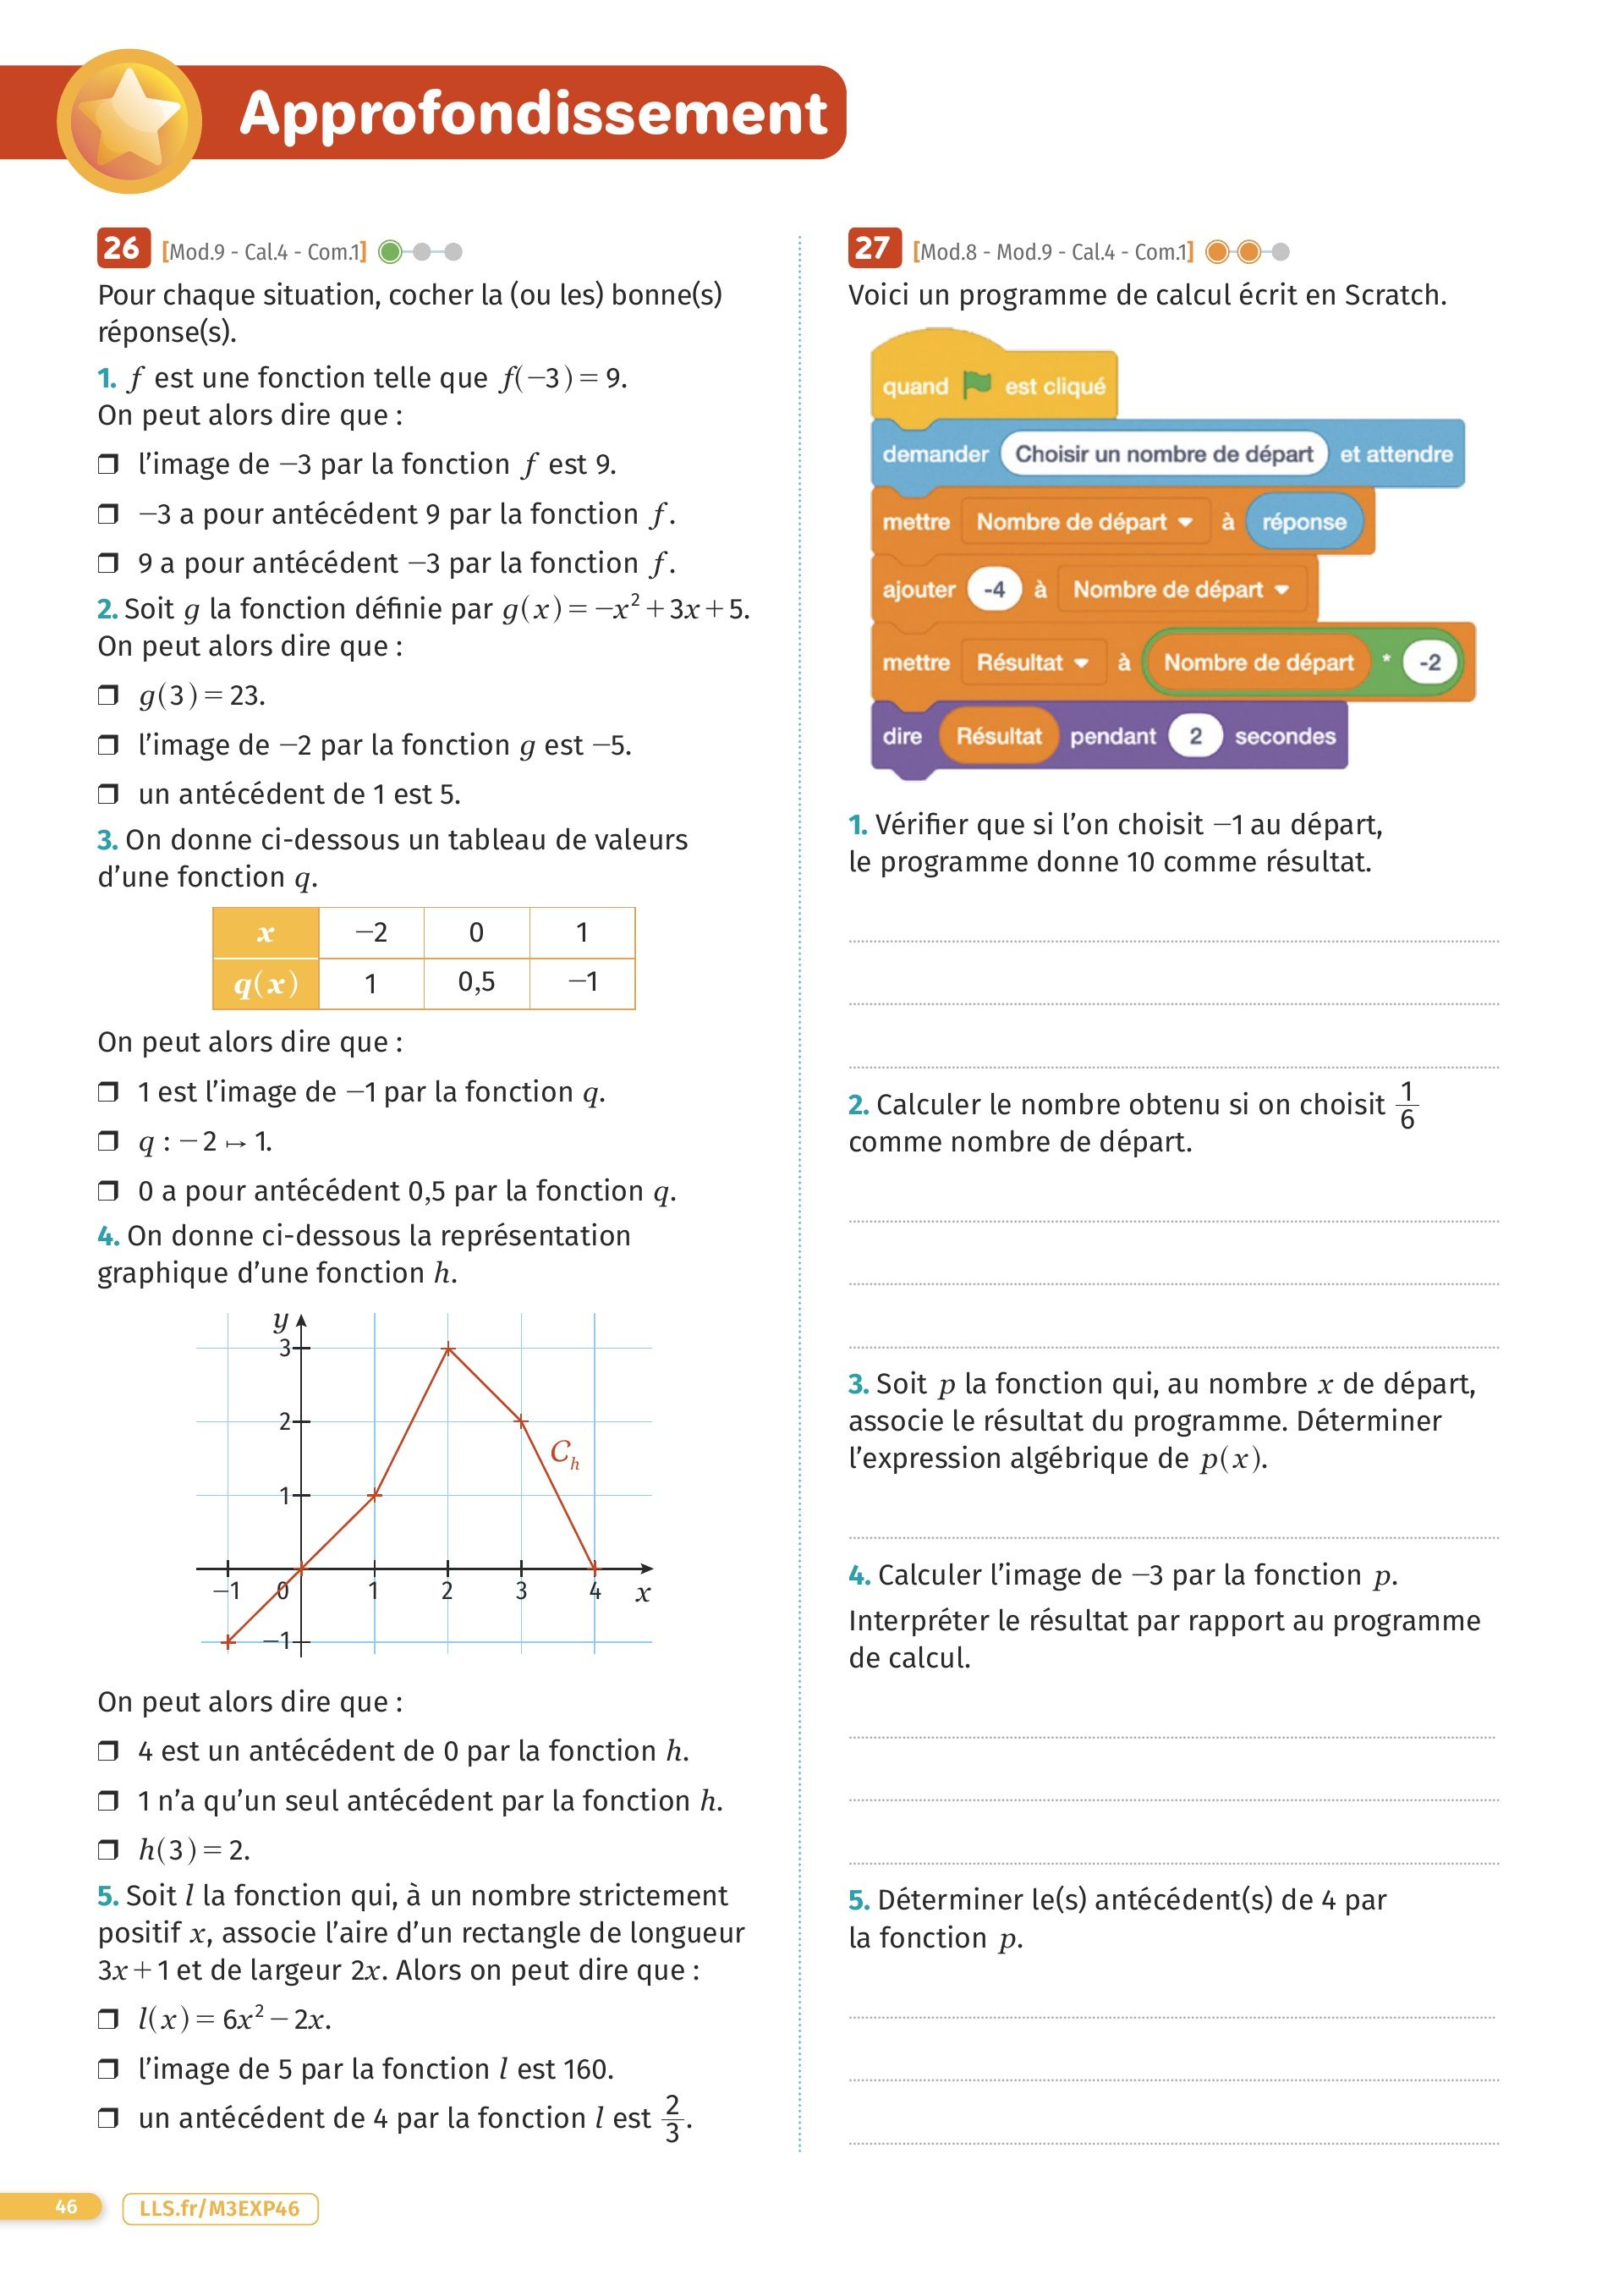 Approfondissement
26 [Mod.9 - Cal.4 - Com.1]
Pour chaque situation, cocher la (ou les) bonne(s)
réponse(s).
1. f est une fonction telle que f(−3) = 9.
On peut alors dire que :
❒ l’image de −3 par la fonction f est 9.
❒ −3 a pour antécédent 9 par la fonction f.
❒ 9 a pour antécédent −3 par la fonction f.
2. Soit g la fonction définie par g(x) = −x² + 3x + 5.
On peut alors dire que :
❒ g(3) = 23.
❒ l’image de −2 par la fonction g est −5.
❒ un antécédent de 1 est 5.
3. On donne ci-dessous un tableau de valeurs
d’une fonction q.
x −2 0 1
q(x) 1 0,5 −1
On peut alors dire que :
❒ 1 est l’image de −1 par la fonction q.
❒ q : −2 ↦ 1.
❒ 0 a pour antécédent 0,5 par la fonction q.
4. On donne ci-dessous la représentation
graphique d’une fonction h.
y
3
2
C_h
1
−1 0 1 2 3 4 x
−1
On peut alors dire que :
❒ 4 est un antécédent de 0 par la fonction h.
❒ 1 n’a qu’un seul antécédent par la fonction h.
❒ h(3) = 2.
5. Soit l la fonction qui, à un nombre strictement
positif x, associe l’aire d’un rectangle de longueur
3x + 1 et de largeur 2x. Alors on peut dire que :
❒ l(x) = 6x² − 2x.
❒ l’image de 5 par la fonction l est 160.
❒ un antécédent de 4 par la fonction l est 2/3.
27 [Mod.8 - Mod.9 - Cal.4 - Com.1]
Voici un programme de calcul écrit en Scratch.
quand est cliqué
demander Choisir un nombre de départ et attendre
mettre Nombre de départ à réponse
ajouter -4 à Nombre de départ
mettre Résultat à Nombre de départ * -2
dire Résultat pendant 2 secondes
1. Vérifier que si l’on choisit −1 au départ,
le programme donne 10 comme résultat.
2. Calculer le nombre obtenu si on choisit 1/6
comme nombre de départ.
3. Soit p la fonction qui, au nombre x de départ,
associe le résultat du programme. Déterminer
l’expression algébrique de p(x).
4. Calculer l’image de −3 par la fonction p.
Interpréter le résultat par rapport au programme
de calcul.
5. Déterminer le(s) antécédent(s) de 4 par
la fonction p.
46 LLS.fr/M3EXP46